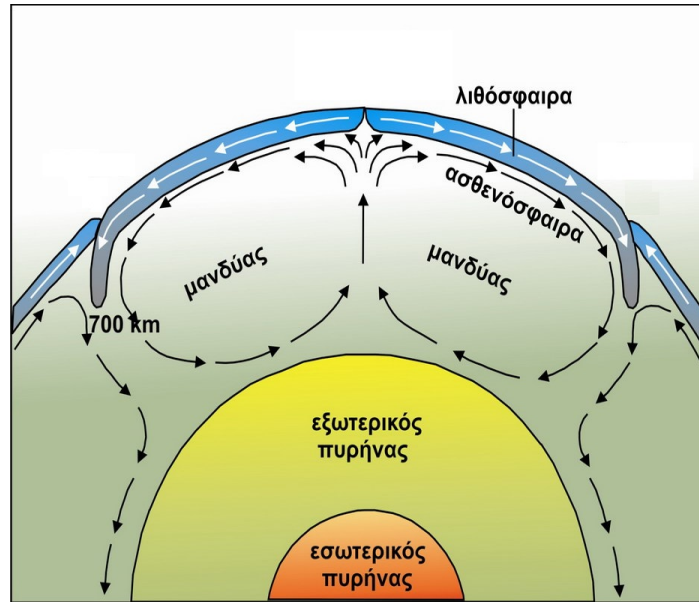 λιθόσφαιρα
ασθενόσφαιρα
μανδύας
μανδύας
700 km
εξωτερικός
πυρήνας
εσωτερικός
πυρήνας